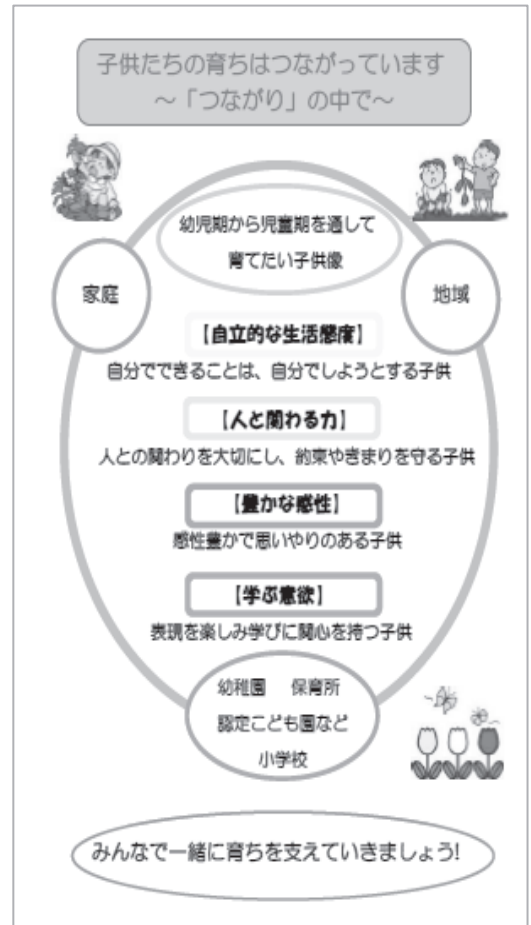 子供たちの育ちはつながっています
～「つながり」の中で～
幼児期から児童期を通して
育てたい子供像
家庭
地域
【自立的な生活態度】
自分でできることは、自分でしようとする子供
【人と関わる力】
人との関わりを大切にし、約束やきまりを守る子供
【豊かな感性】
感性豊かで思いやりのある子供
【学ぶ意欲】
表現を楽しみ学びに関心を持つ子供
幼稚園　保育所
認定こども園など
小学校
みんなで一緒に育ちを支えていきましょう!